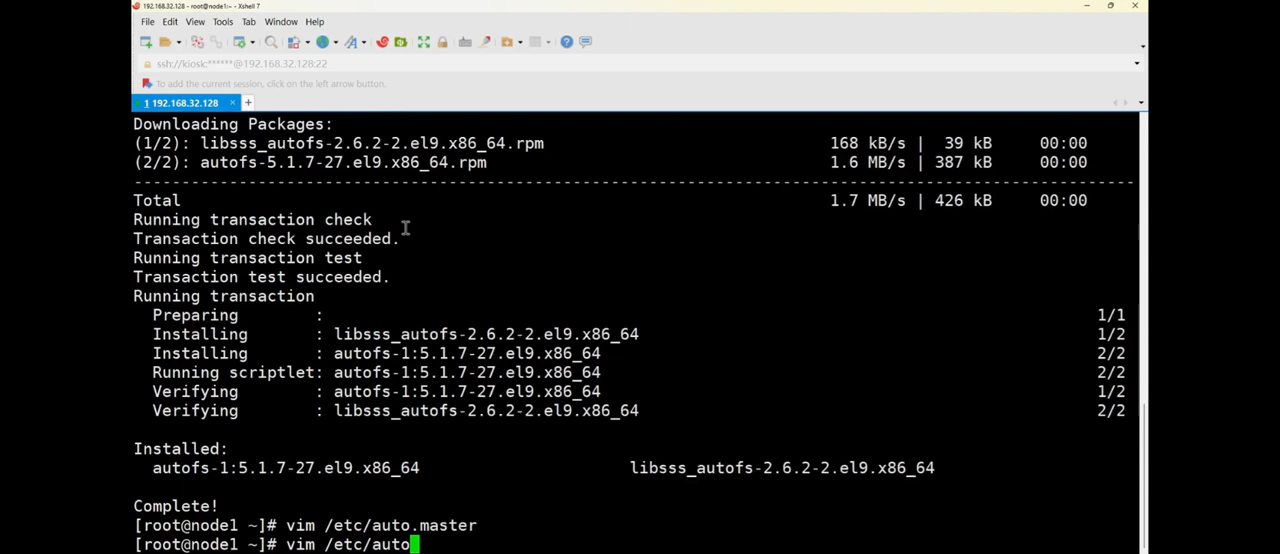 192.168.32.128 - root@node1:~ - Xshell 7
File Edit View Tools Tab Window Help
ssh://kiosk:******@192.168.32.128:22
To add the current session, click on the left arrow button.
1 192.168.32.128 × +
Downloading Packages:
(1/2): libsss_autofs-2.6.2-2.el9.x86_64.rpm 168 kB/s | 39 kB 00:00
(2/2): autofs-5.1.7-27.el9.x86_64.rpm 1.6 MB/s | 387 kB 00:00
--------------------------------------------------------------------------------
Total 1.7 MB/s | 426 kB 00:00
Running transaction check
Transaction check succeeded.
Running transaction test
Transaction test succeeded.
Running transaction
Preparing : 1/1
Installing : libsss_autofs-2.6.2-2.el9.x86_64 1/2
Installing : autofs-1:5.1.7-27.el9.x86_64 2/2
Running scriptlet: autofs-1:5.1.7-27.el9.x86_64 2/2
Verifying : autofs-1:5.1.7-27.el9.x86_64 1/2
Verifying : libsss_autofs-2.6.2-2.el9.x86_64 2/2
Installed:
autofs-1:5.1.7-27.el9.x86_64 libsss_autofs-2.6.2-2.el9.x86_64
Complete!
[root@node1 ~]# vim /etc/auto.master
[root@node1 ~]# vim /etc/auto